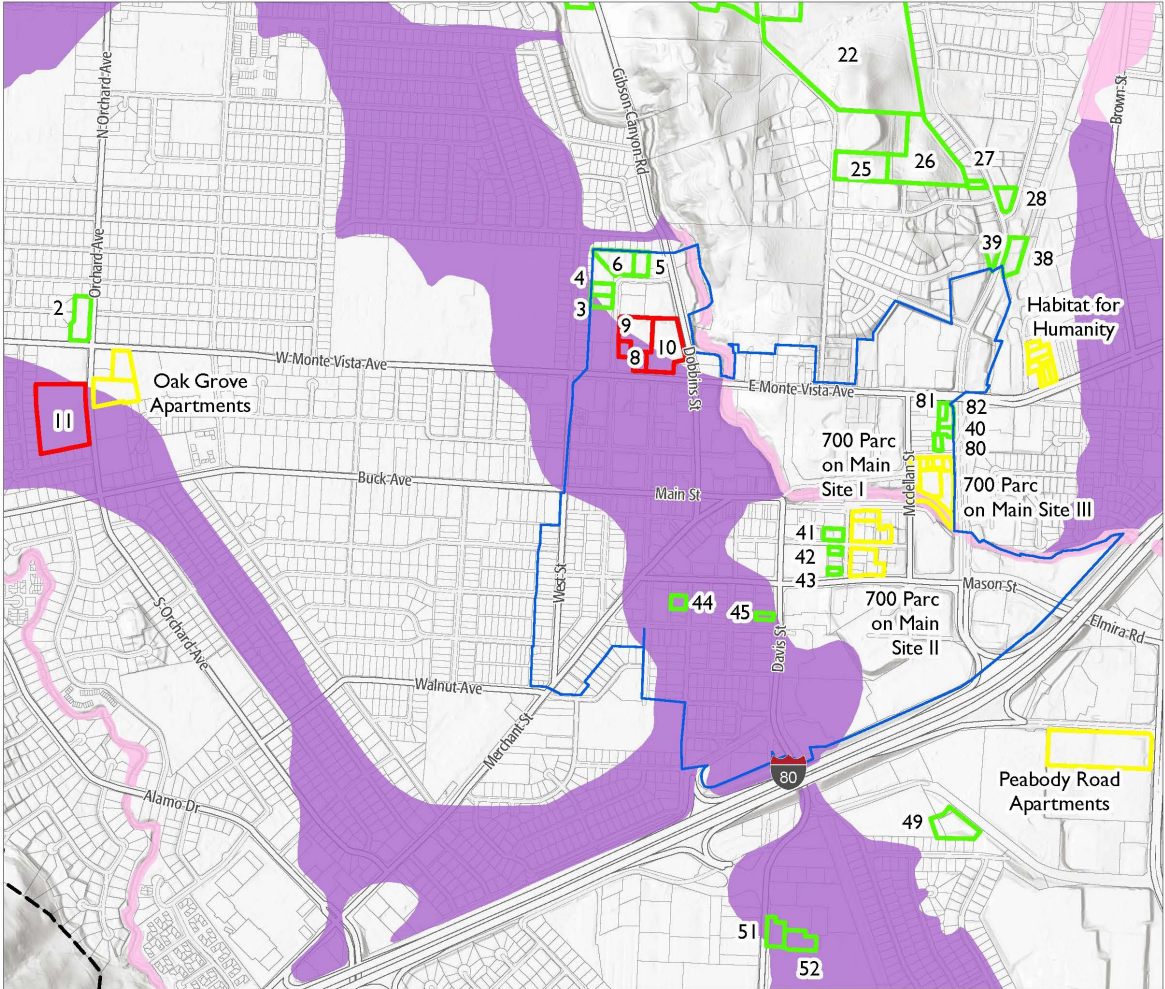 22
Gibson Canyon Rd
N Orchard Ave
Brown St
25
26
27
28
39
38
6
5
4
3
Orchard Ave
2
9
10
8
Habitat for
Humanity
W Monte Vista Ave
Dobbins St
E Monte Vista Ave
Oak Grove
Apartments
11
81
82
40
80
700 Parc
on Main
Site I
Mcclellan St
700 Parc
on Main Site III
Buck Ave
Main St
41
42
43
West St
Mason St
44
45
700 Parc
on Main
Site II
Elmira Rd
S Orchard Ave
Davis St
Walnut Ave
Merchant St
80
Peabody Road
Apartments
Alamo Dr
49
51
52